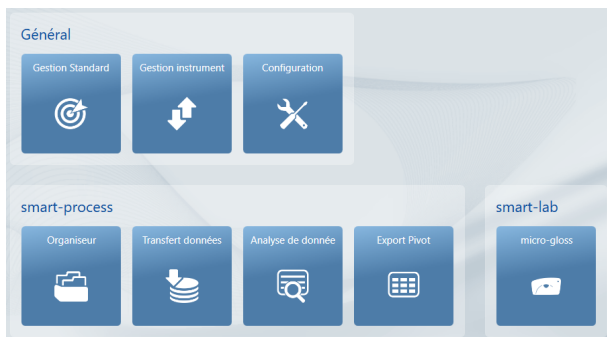 Général
Gestion Standard
Gestion instrument
Configuration
smart-process
smart-lab
Organiseur
Transfert données
Analyse de donnée
Export Pivot
micro-gloss